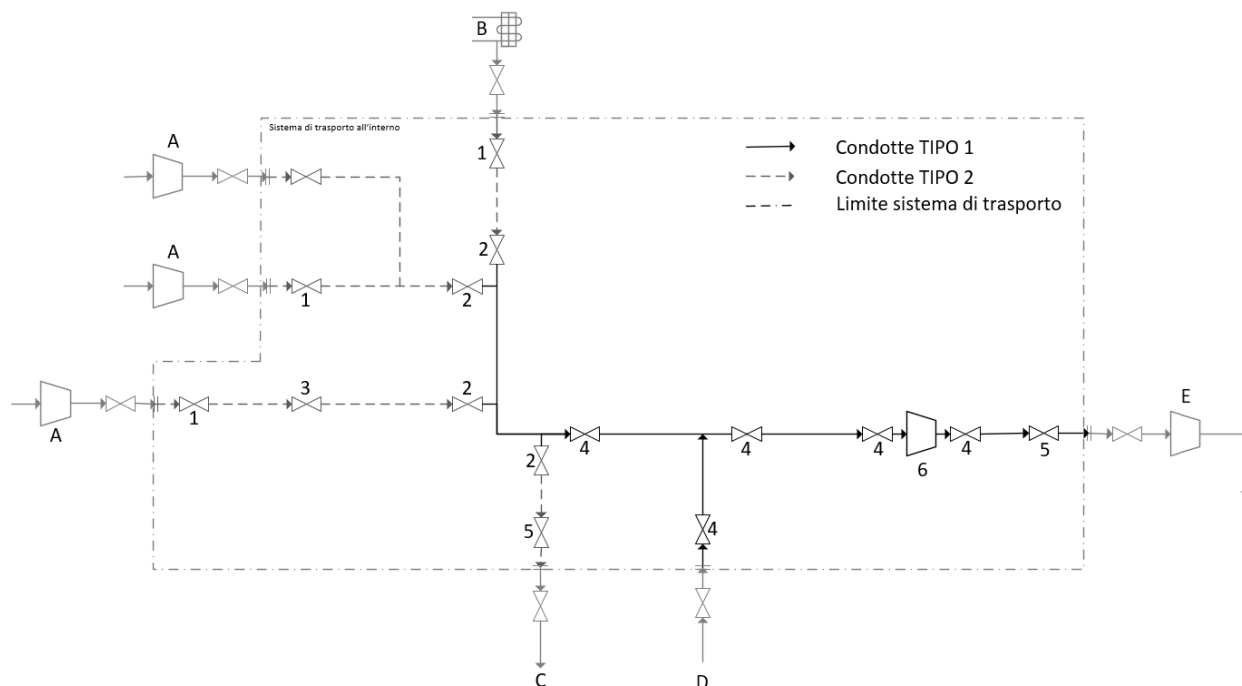 B
Sistema di trasporto all'interno
A
1
Condotte TIPO 1
Condotte TIPO 2
Limite sistema di trasporto
2
A
1
2
3
2
E
1
A
4
4
4
4
5
2
6
5
4
C
D